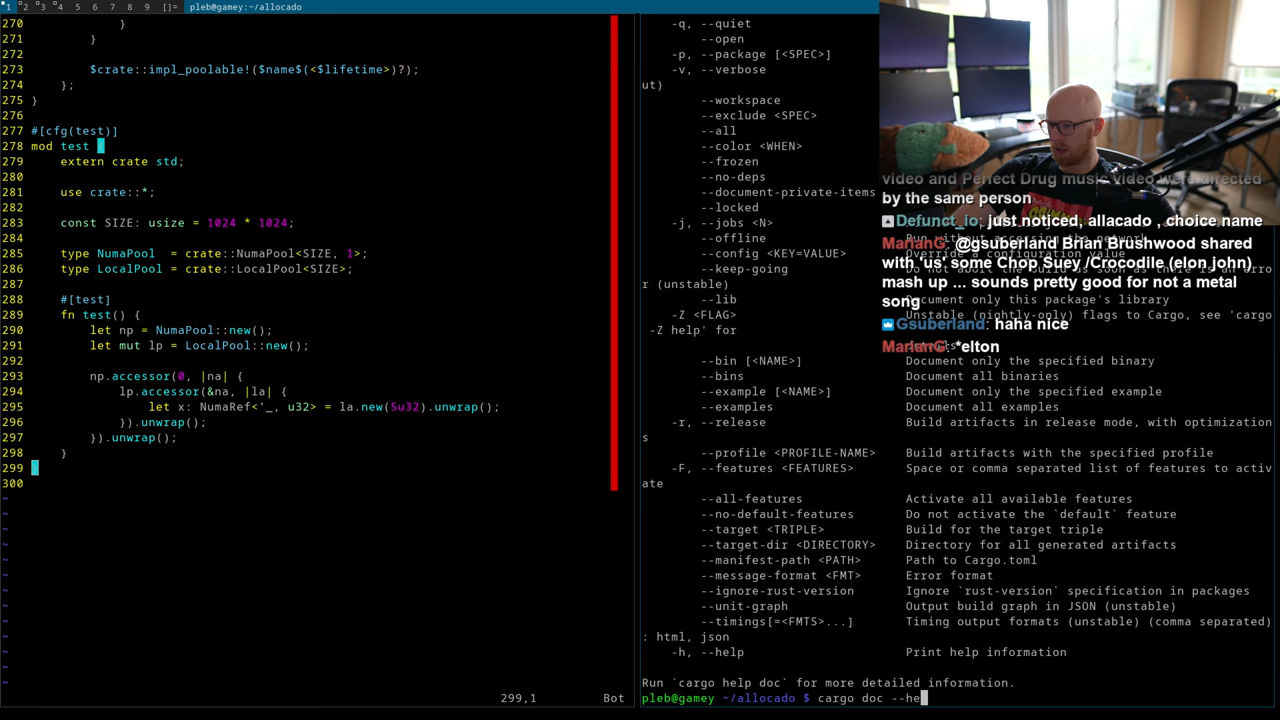 1 2 3 4 5 6 7 8 9 []= pleb@gamey:~/allocado
270 }
271 }
272
273 $crate::impl_poolable!($name$(<$lifetime>)?);
274 };
275 }
276
277 #[cfg(test)]
278 mod test {
279 extern crate std;
280
281 use crate::*;
282
283 const SIZE: usize = 1024 * 1024;
284
285 type NumaPool = crate::NumaPool<SIZE, 1>;
286 type LocalPool = crate::LocalPool<SIZE>;
287
288 #[test]
289 fn test() {
290 let np = NumaPool::new();
291 let mut lp = LocalPool::new();
292
293 np.accessor(0, |na| {
294 lp.accessor(&na, |la| {
295 let x: NumaRef<'_, u32> = la.new(5u32).unwrap();
296 }).unwrap();
297 }).unwrap();
298 }
299 }
300
~
~
~
~
~
~
~
~
~
~
~
~
299,1 Bot
-q, --quiet
--open
-p, --package [<SPEC>]
-v, --verbose
ut)
--workspace
--exclude <SPEC>
--all
--color <WHEN>
--frozen
--no-deps
--document-private-items
--locked
-j, --jobs <N>
--offline
--config <KEY=VALUE> Override a configuration value
--keep-going
r (unstable)
--lib Document only this package's library
-Z <FLAG> Unstable (nightly-only) flags to Cargo, see 'cargo
-Z help' for
--bin [<NAME>] Document only the specified binary
--bins Document all binaries
--example [<NAME>] Document only the specified example
--examples Document all examples
-r, --release Build artifacts in release mode, with optimization
s
--profile <PROFILE-NAME> Build artifacts with the specified profile
-F, --features <FEATURES> Space or comma separated list of features to activ
ate
--all-features Activate all available features
--no-default-features Do not activate the `default` feature
--target <TRIPLE> Build for the target triple
--target-dir <DIRECTORY> Directory for all generated artifacts
--manifest-path <PATH> Path to Cargo.toml
--message-format <FMT> Error format
--ignore-rust-version Ignore `rust-version` specification in packages
--unit-graph Output build graph in JSON (unstable)
--timings[=<FMTS>...] Timing output formats (unstable) (comma separated)
: html, json
-h, --help Print help information
Run `cargo help doc` for more detailed information.
pleb@gamey ~/allocado $ cargo doc --he
video and Perfect Drug music video were directed
by the same person
Defunct_io: just noticed, allacado , choice name
MarianG: @gsuberland Brian Brushwood shared
with 'us' some Chop Suey /Crocodile (elon john)
mash up ... sounds pretty good for not a metal
song
Gsuberland: haha nice
MarianG: *elton